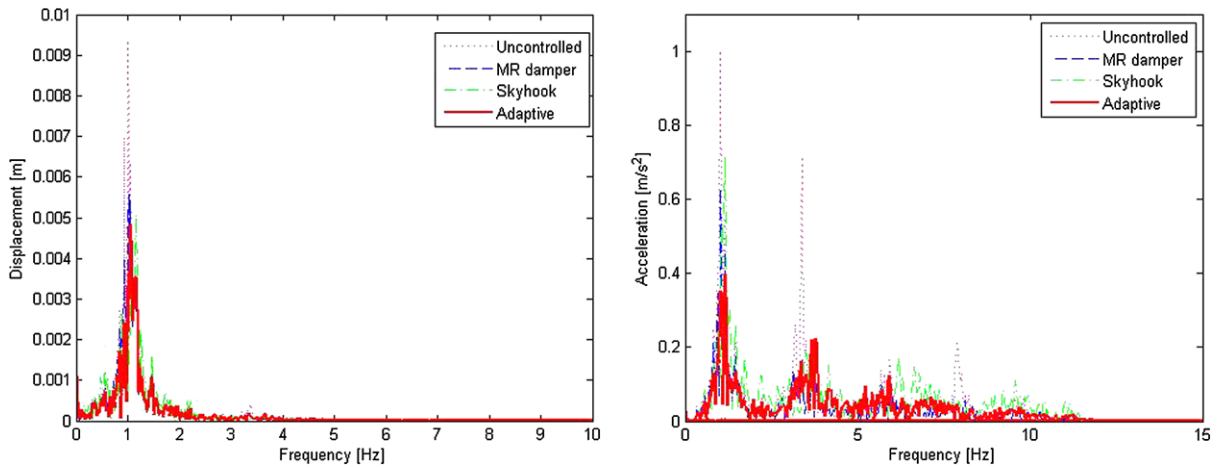 0.01
0.009
0.008
0.007
0.006
0.005
0.004
0.003
0.002
0.001
0
Displacement [m]
0 1 2 3 4 5 6 7 8 9 10
Frequency [Hz]
Uncontrolled
MR damper
Skyhook
Adaptive
1
0.8
0.6
0.4
0.2
0
Acceleration [m/s²]
0 5 10 15
Frequency [Hz]
Uncontrolled
MR damper
Skyhook
Adaptive